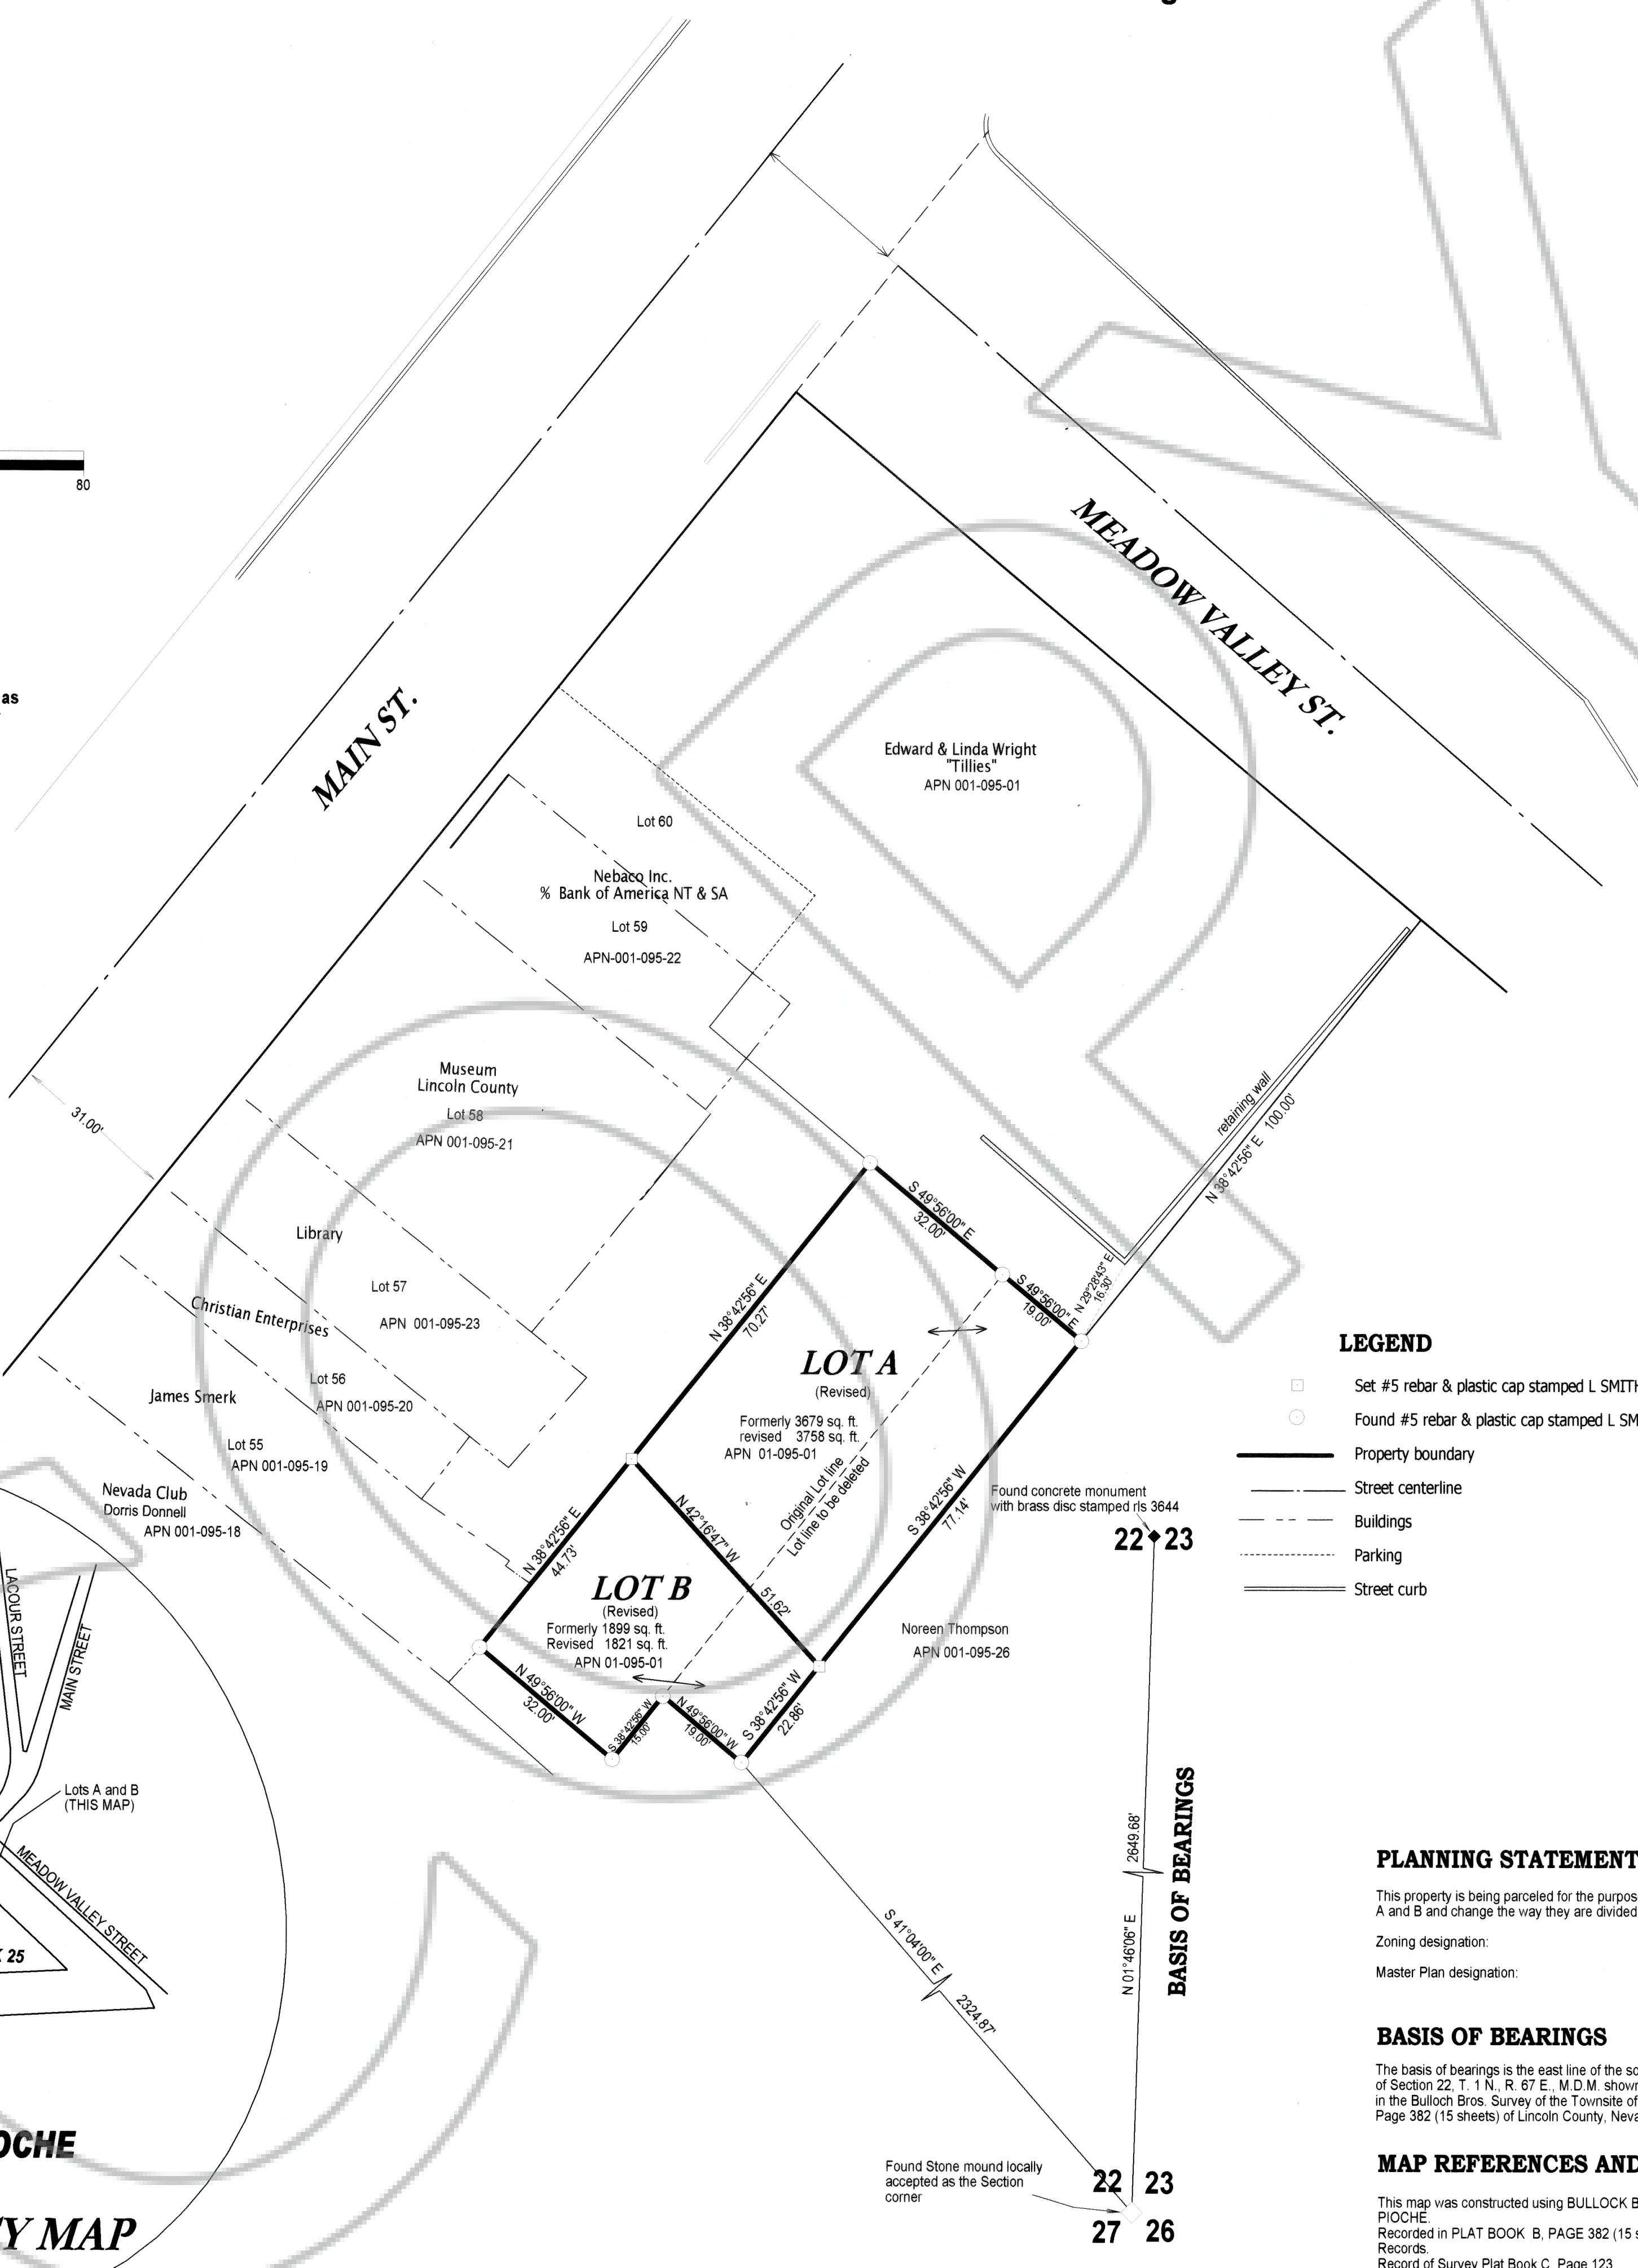 80
as
MAIN ST.
MEADOW VALLEY ST.
Edward & Linda Wright
"Tillies"
APN 001-095-01
Lot 60
Nebaco Inc.
% Bank of America NT & SA
Lot 59
APN-001-095-22
31.00'
Museum
Lincoln County
Lot 58
APN 001-095-21
retaining wall
N 38°42'56" E 100.00'
S 49°56'00" E
32.00'
S 49°56'00" E
19.00'
N 29°28'43" E
16.30'
Library
Lot 57
APN 001-095-23
Christian Enterprises
N 38°42'56" E
70.27'
LOT A
(Revised)
Formerly 3679 sq. ft.
revised 3758 sq. ft.
APN 01-095-01
Lot 56
APN 001-095-20
James Smerk
Lot 55
APN 001-095-19
Nevada Club
Dorris Donnell
APN 001-095-18
Original Lot line
Lot line to be deleted
S 38°42'56" W
77.14'
N 42°16'47" W
51.62'
N 38°42'56" E
44.73'
LOT B
(Revised)
Formerly 1899 sq. ft.
Revised 1821 sq. ft.
APN 01-095-01
N 49°56'00" W
32.00'
S 38°42'56" W
15.00'
N 49°56'00" W
19.00'
S 38°42'56" W
22.86'
Noreen Thompson
APN 001-095-26
Found concrete monument
with brass disc stamped rls 3644
22 23
LEGEND
Set #5 rebar & plastic cap stamped L SMITH
Found #5 rebar & plastic cap stamped L SM
Property boundary
Street centerline
Buildings
Parking
Street curb
LACOUR STREET
MAIN STREET
Lots A and B
(THIS MAP)
MEADOW VALLEY STREET
25
OCHE
Y MAP
2649.68'
N 01°46'06" E
BASIS OF BEARINGS
S 41°04'00" E
2324.87'
Found Stone mound locally
accepted as the Section
corner
22 23
27 26
PLANNING STATEMENT
This property is being parceled for the purpos
A and B and change the way they are divided
Zoning designation:
Master Plan designation:
BASIS OF BEARINGS
The basis of bearings is the east line of the so
of Section 22, T. 1 N., R. 67 E., M.D.M. shown
in the Bulloch Bros. Survey of the Townsite of
Page 382 (15 sheets) of Lincoln County, Neva
MAP REFERENCES AND
This map was constructed using BULLOCK B
PIOCHE.
Recorded in PLAT BOOK B, PAGE 382 (15 s
Records.
Record of Survey Plat Book C, Page 123